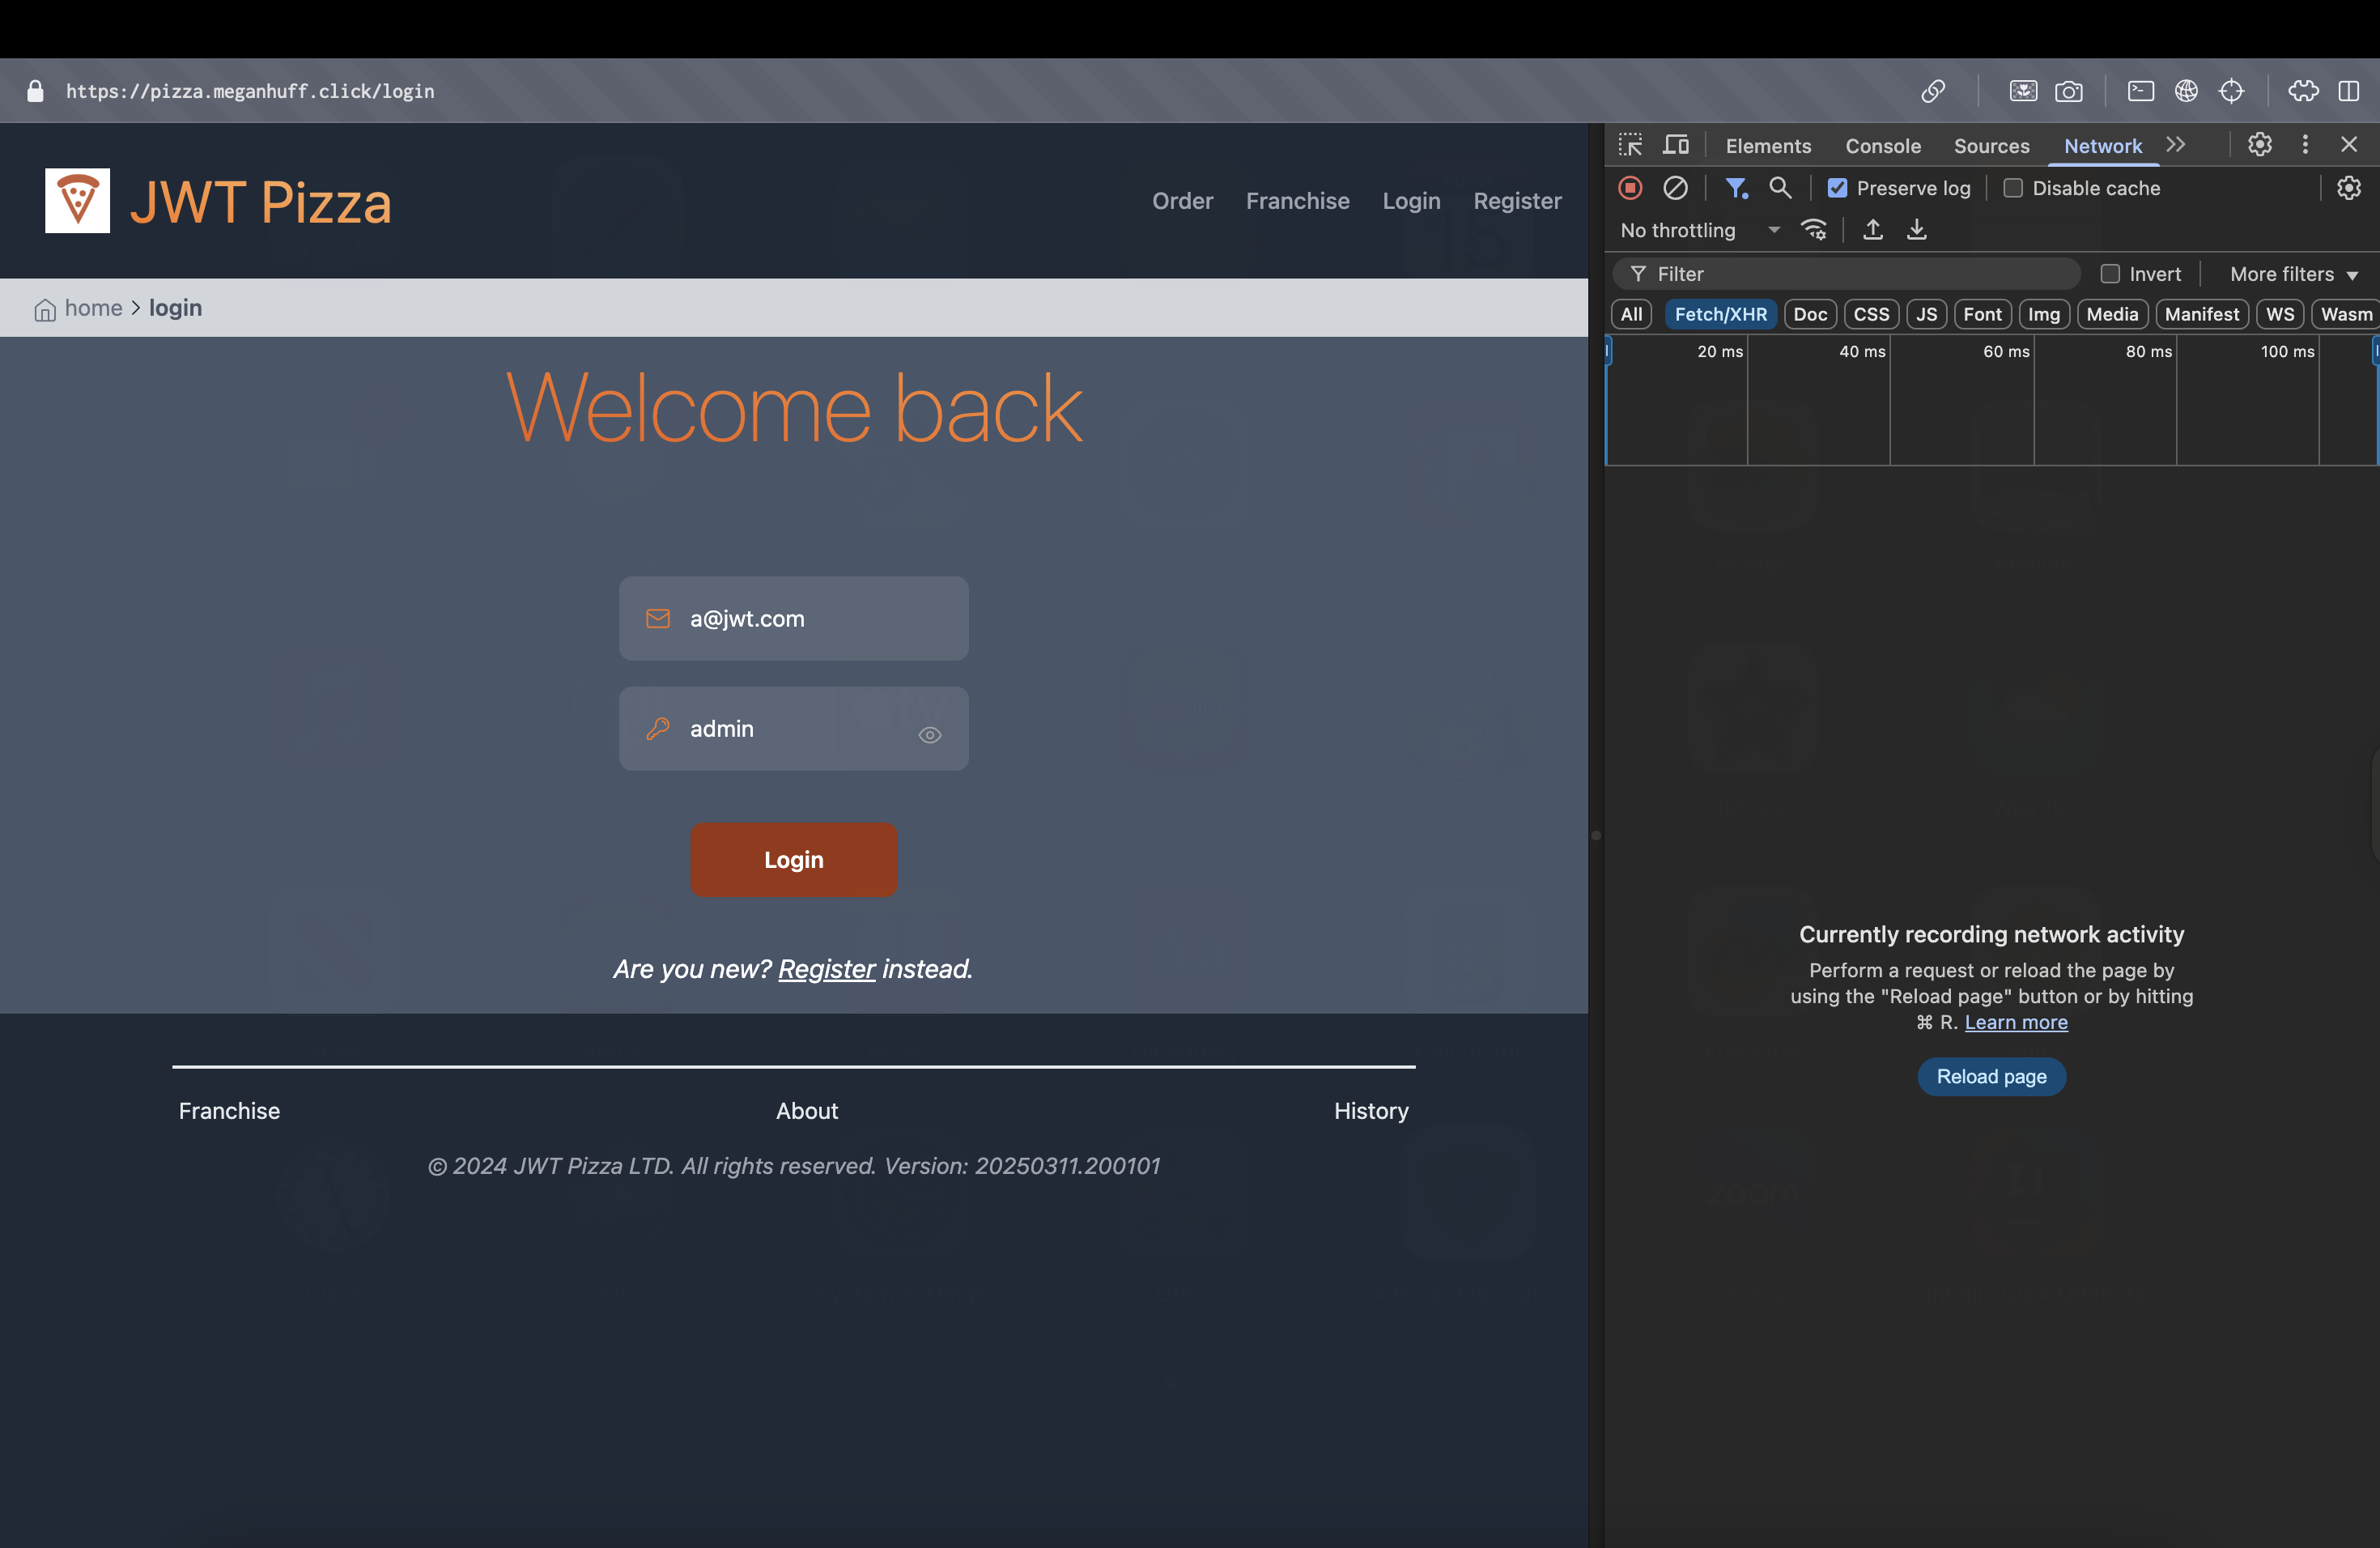 https://pizza.meganhuff.click/login
JWT Pizza
Order Franchise Login Register
home > login
Welcome back
a@jwt.com
admin
Login
Are you new? Register instead.
Franchise About History
© 2024 JWT Pizza LTD. All rights reserved. Version: 20250311.200101
Elements Console Sources Network
Preserve log Disable cache
No throttling
Filter Invert More filters
All Fetch/XHR Doc CSS JS Font Img Media Manifest WS Wasm
20 ms 40 ms 60 ms 80 ms 100 ms
Currently recording network activity
Perform a request or reload the page by
using the "Reload page" button or by hitting
⌘ R. Learn more
Reload page